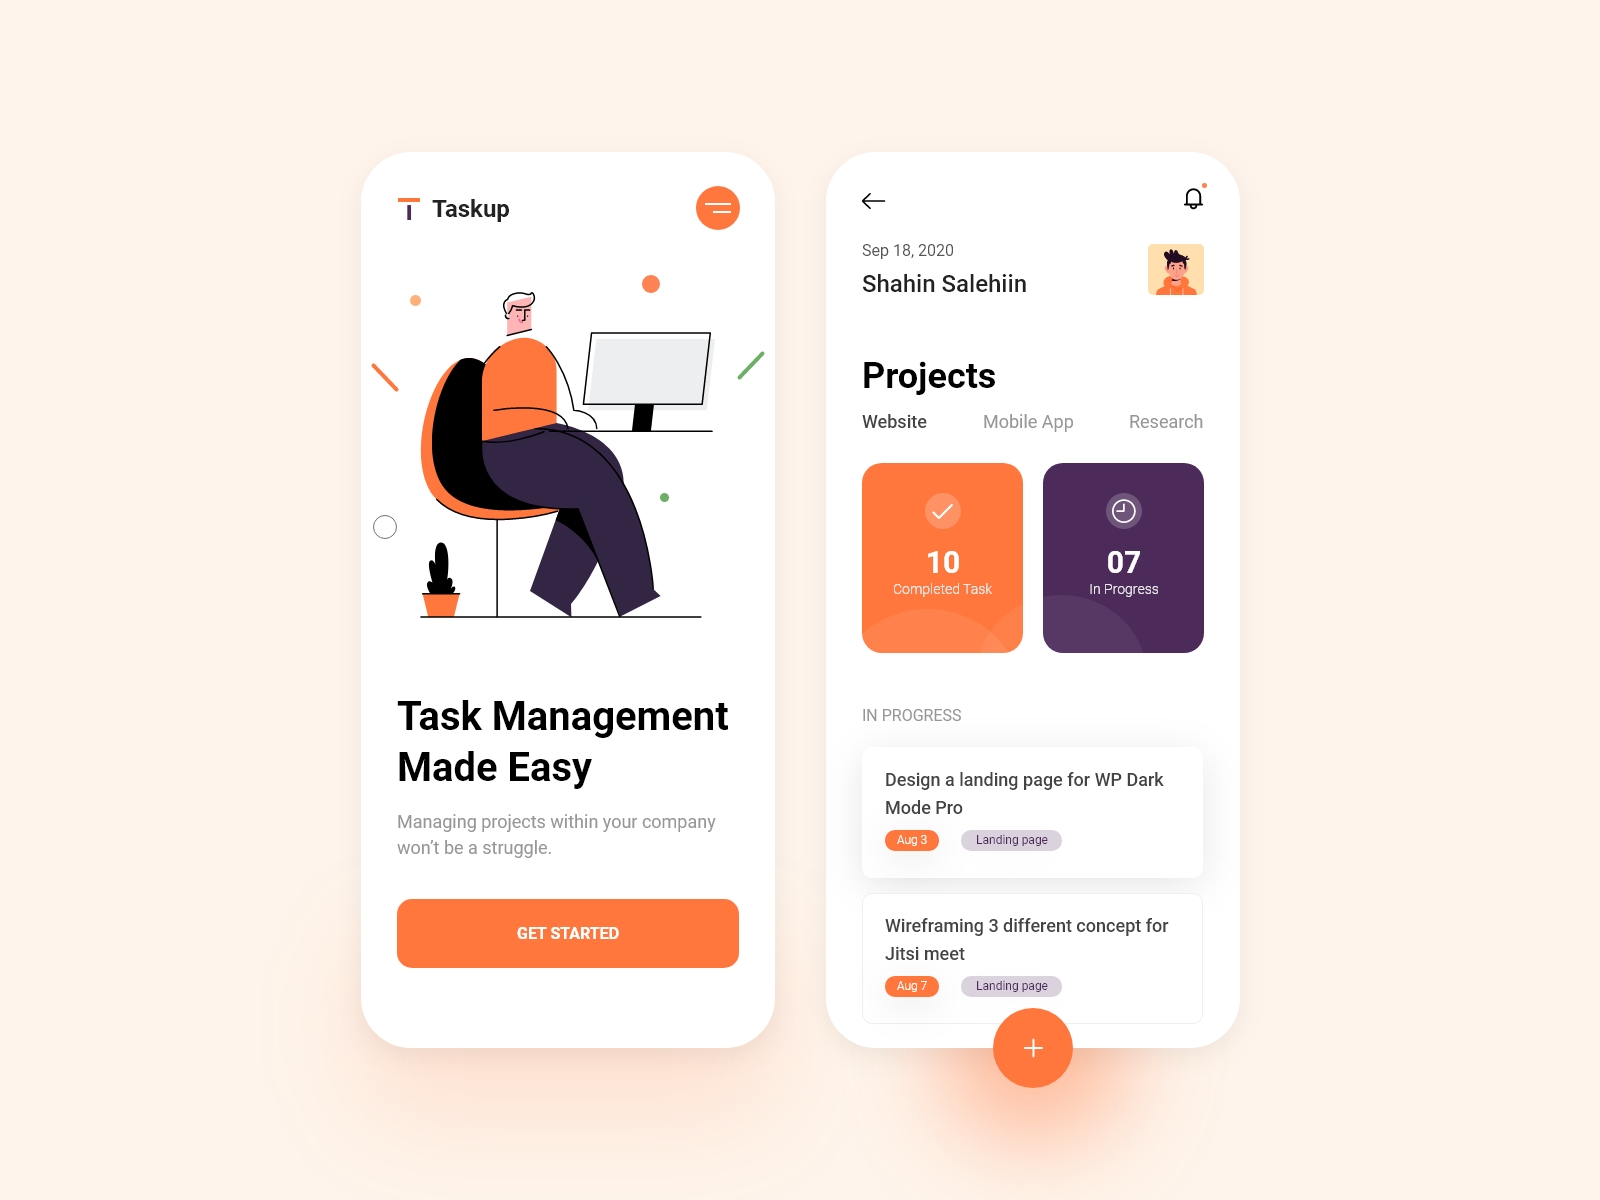 Taskup
Task Management
Made Easy
Managing projects within your company
won’t be a struggle.
GET STARTED
Sep 18, 2020
Shahin Salehiin
Projects
Website Mobile App Research
10
Completed Task
07
In Progress
IN PROGRESS
Design a landing page for WP Dark
Mode Pro
Aug 3 Landing page
Wireframing 3 different concept for
Jitsi meet
Aug 7 Landing page